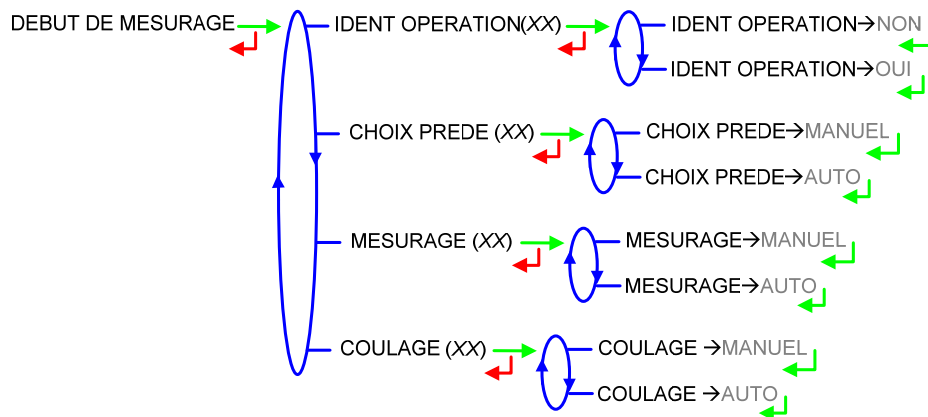 DEBUT DE MESURAGE
IDENT OPERATION(XX)
IDENT OPERATION→NON
IDENT OPERATION→OUI
CHOIX PREDE (XX)
CHOIX PREDE→MANUEL
CHOIX PREDE→AUTO
MESURAGE (XX)
MESURAGE→MANUEL
MESURAGE→AUTO
COULAGE (XX)
COULAGE →MANUEL
COULAGE →AUTO